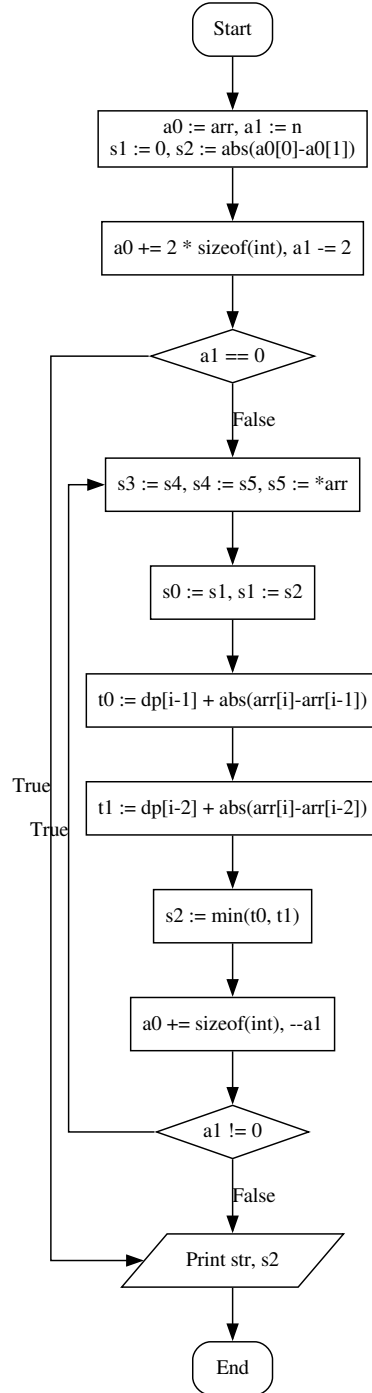 Start
a0 := arr, a1 := n
s1 := 0, s2 := abs(a0[0]-a0[1])
a0 += 2 * sizeof(int), a1 -= 2
a1 == 0
False
s3 := s4, s4 := s5, s5 := *arr
s0 := s1, s1 := s2
t0 := dp[i-1] + abs(arr[i]-arr[i-1])
True
t1 := dp[i-2] + abs(arr[i]-arr[i-2])
True
s2 := min(t0, t1)
a0 += sizeof(int), --a1
a1 != 0
False
Print str, s2
End